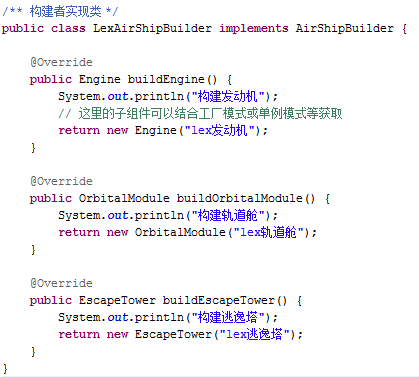 /** 构建者实现类 */
public class LexAirShipBuilder implements AirShipBuilder {
@Override
public Engine buildEngine() {
System.out.println("构建发动机");
// 这里的子组件可以结合工厂模式或单例模式等获取
return new Engine("lex发动机");
}
@Override
public OrbitalModule buildOrbitalModule() {
System.out.println("构建轨道舱");
return new OrbitalModule("lex轨道舱");
}
@Override
public EscapeTower buildEscapeTower() {
System.out.println("构建逃逸塔");
return new EscapeTower("lex逃逸塔");
}
}